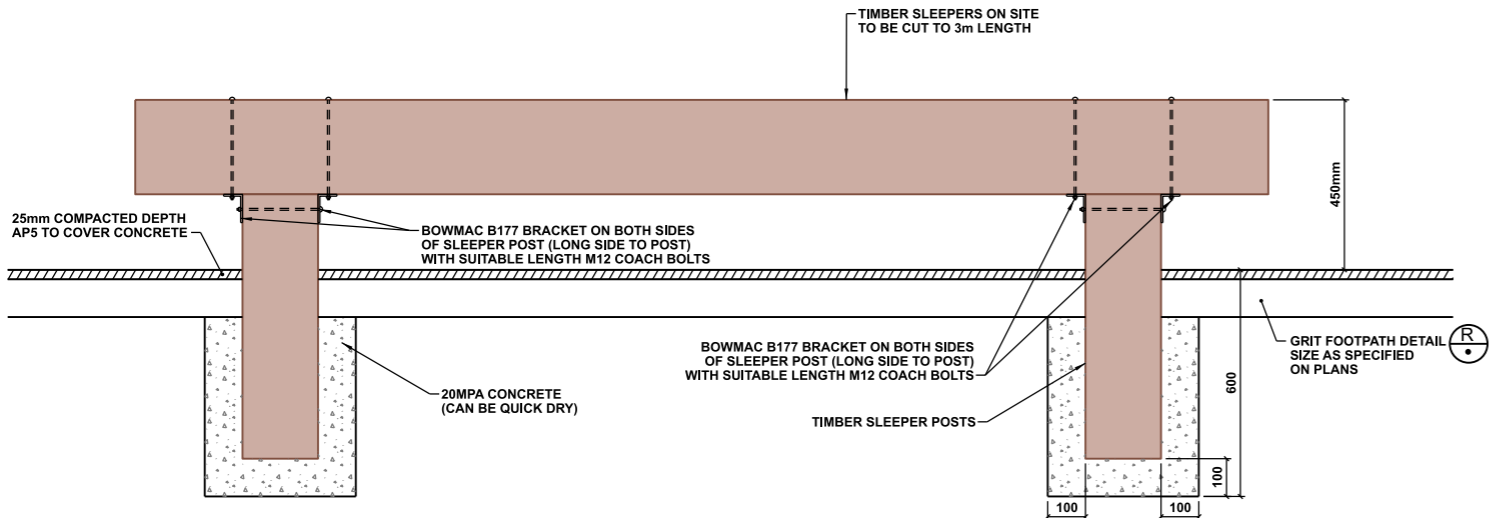 TIMBER SLEEPERS ON SITE
TO BE CUT TO 3m LENGTH
450mm
25mm COMPACTED DEPTH
AP5 TO COVER CONCRETE
BOWMAC B177 BRACKET ON BOTH SIDES
OF SLEEPER POST (LONG SIDE TO POST)
WITH SUITABLE LENGTH M12 COACH BOLTS
BOWMAC B177 BRACKET ON BOTH SIDES
OF SLEEPER POST (LONG SIDE TO POST)
WITH SUITABLE LENGTH M12 COACH BOLTS
GRIT FOOTPATH DETAIL
SIZE AS SPECIFIED
ON PLANS
R
20MPA CONCRETE
(CAN BE QUICK DRY)
TIMBER SLEEPER POSTS
600
100
100
100